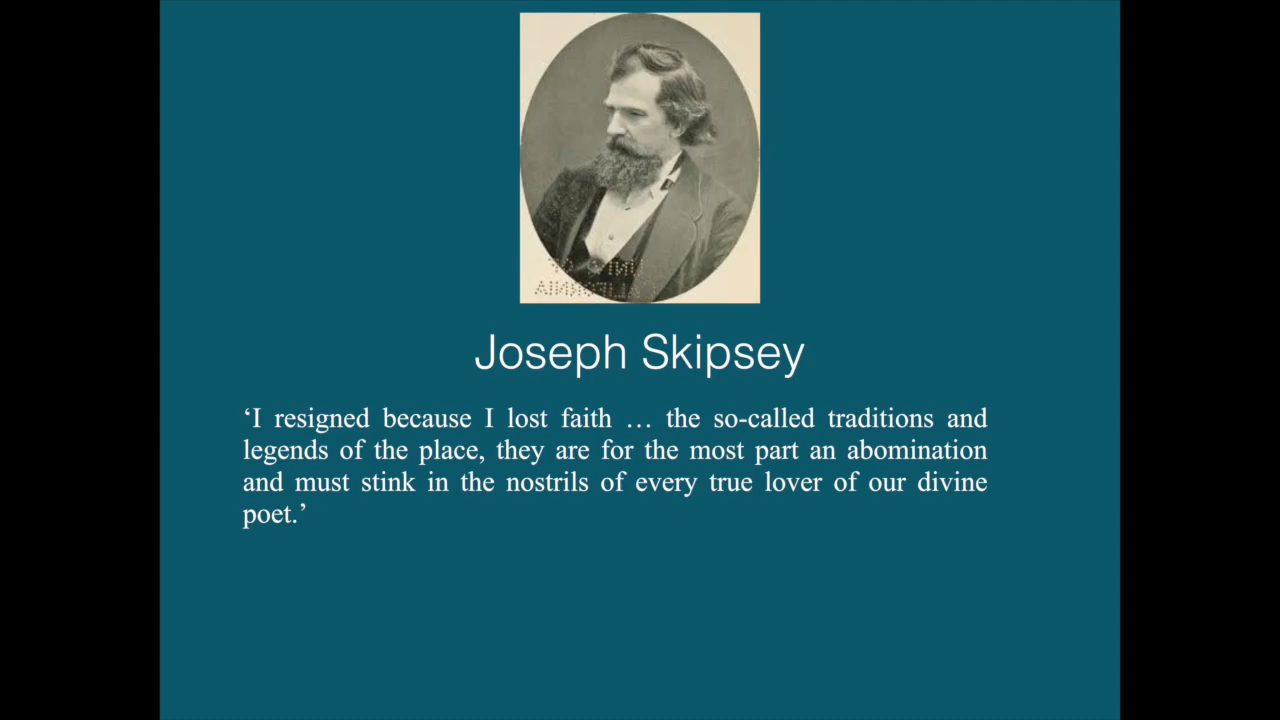 Joseph Skipsey
‘I resigned because I lost faith … the so-called traditions and
legends of the place, they are for the most part an abomination
and must stink in the nostrils of every true lover of our divine
poet.’